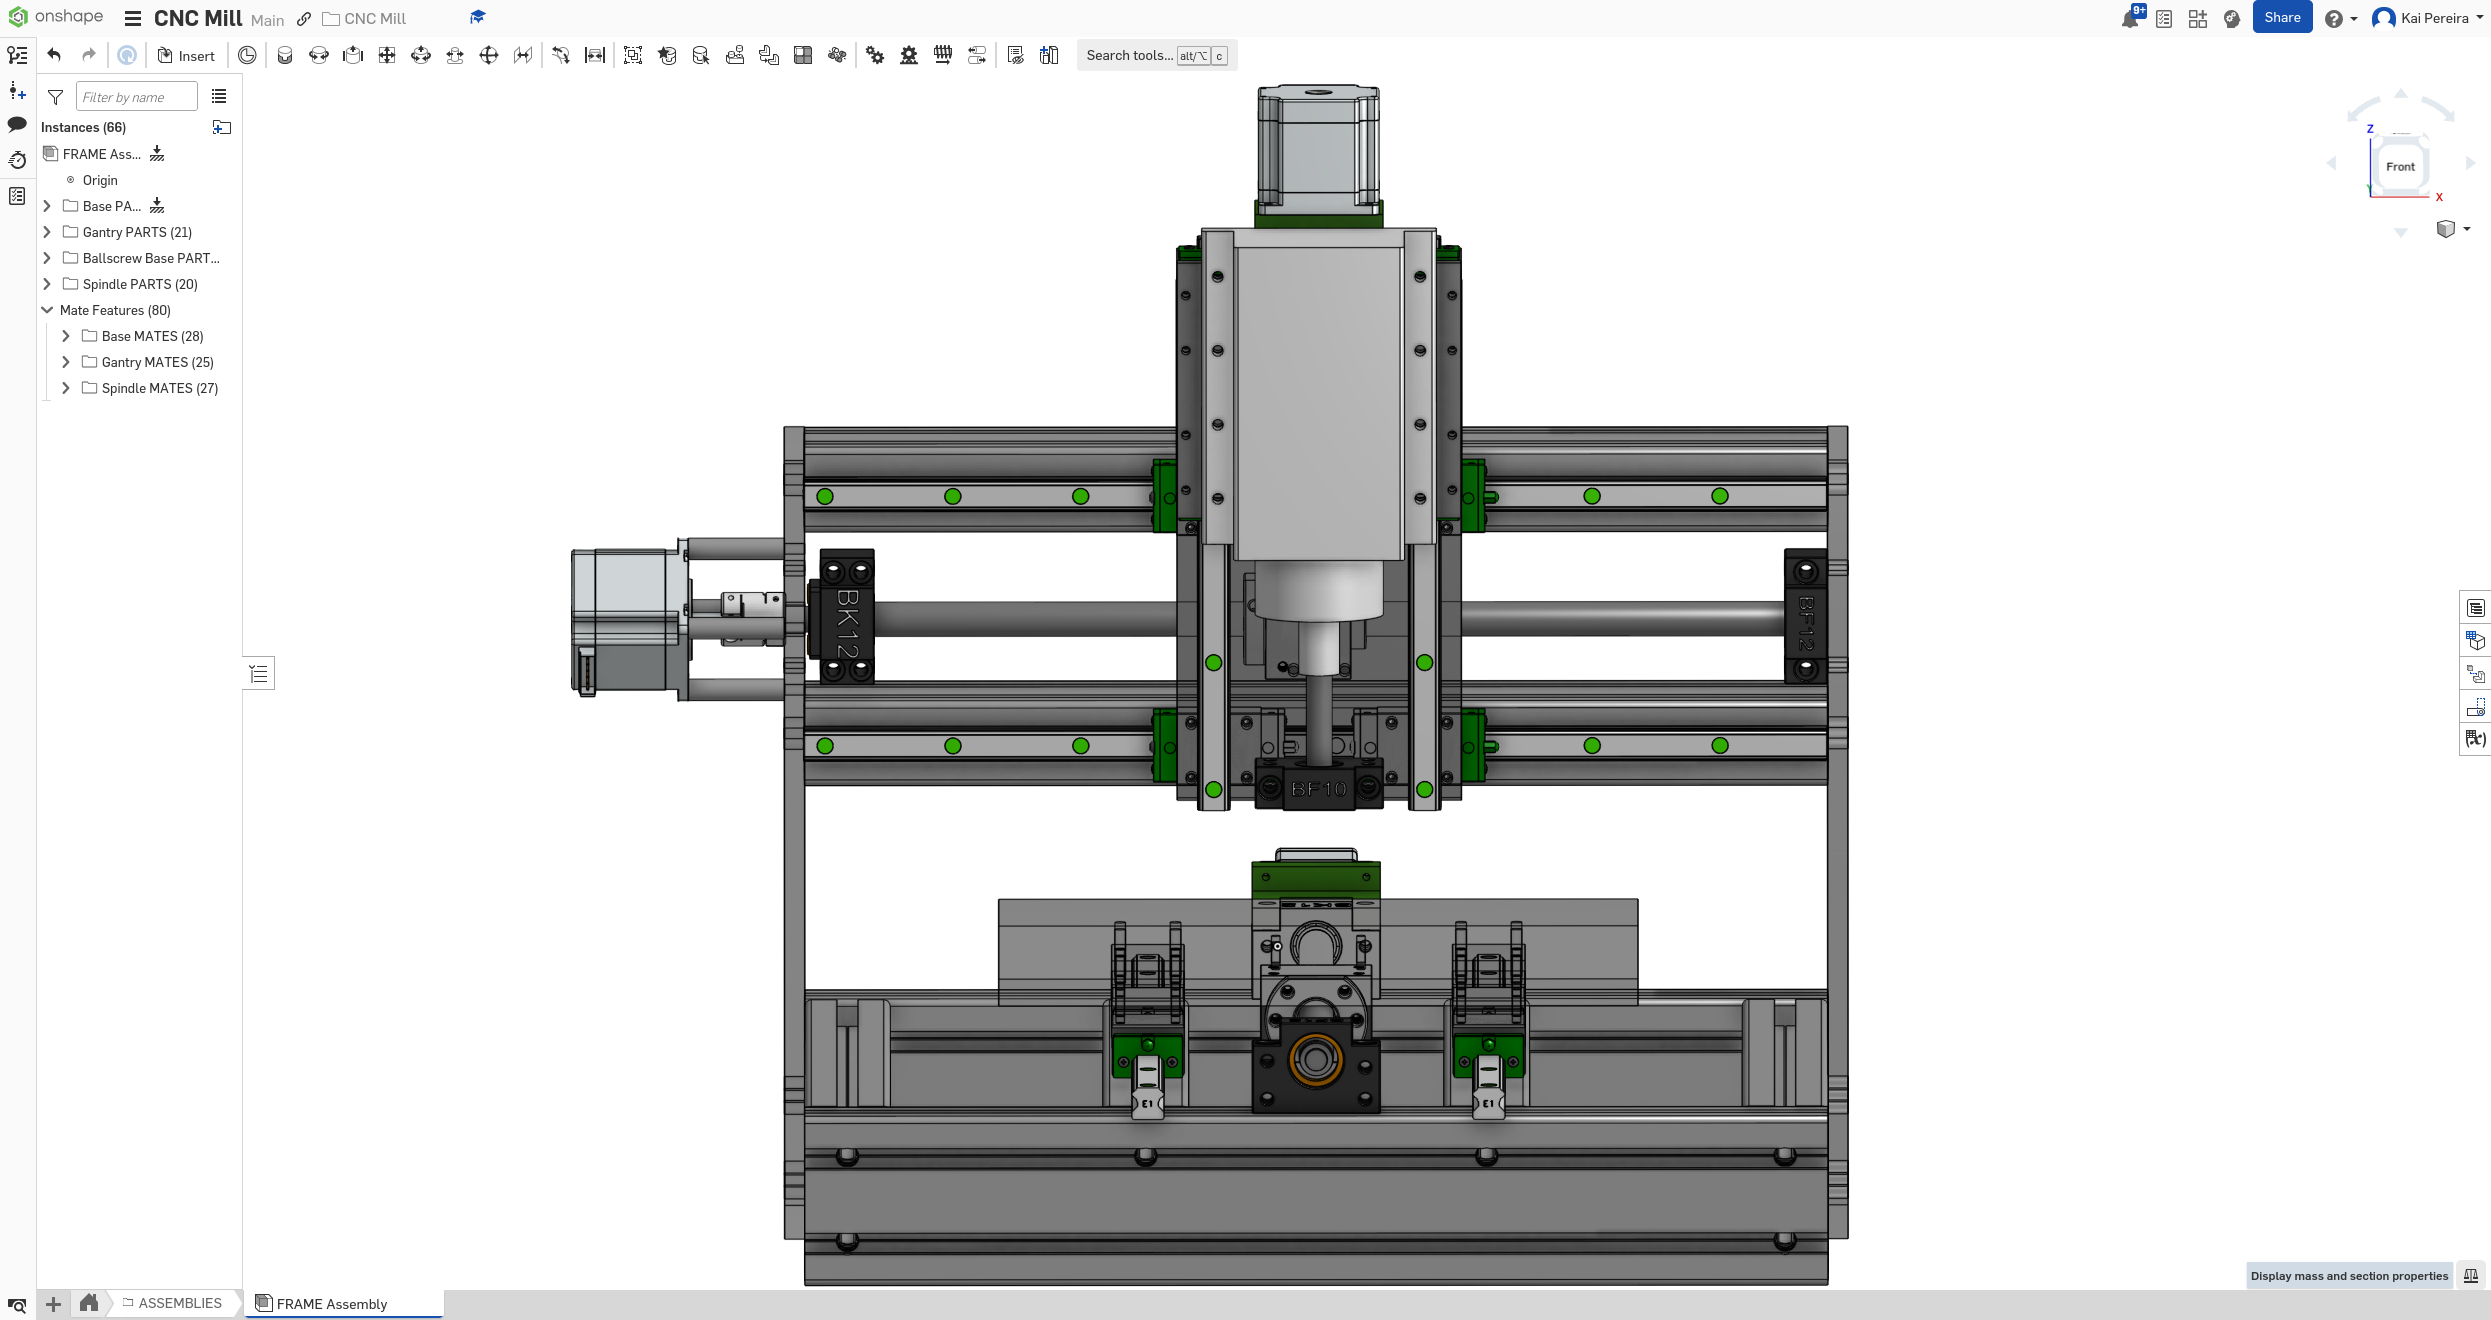 onshape
CNC Mill Main CNC Mill
9+
Share
Kai Pereira
Insert
Search tools... alt/⌥ c
Filter by name
Instances (66)
FRAME Ass...
Origin
Base PA...
Gantry PARTS (21)
Ballscrew Base PART...
Spindle PARTS (20)
Mate Features (80)
Base MATES (28)
Gantry MATES (25)
Spindle MATES (27)
Z
Front
Y
X
BK12
BF12
BF10
E1
E1
(x)
Display mass and section properties
ASSEMBLIES
FRAME Assembly